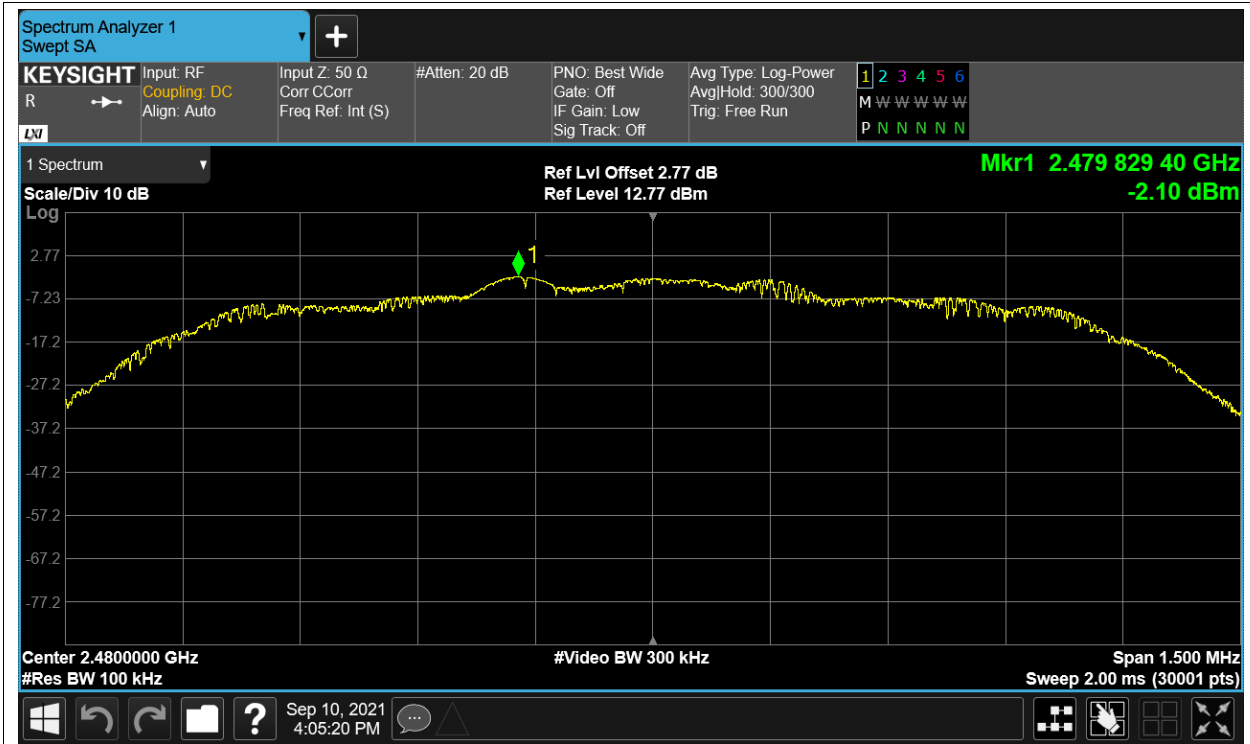 Spectrum Analyzer 1
Swept SA
KEYSIGHT
R
LXI
Input: RF
Coupling: DC
Align: Auto
Input Z: 50 Ω
Corr CCorr
Freq Ref: Int (S)
#Atten: 20 dB
PNO: Best Wide
Gate: Off
IF Gain: Low
Sig Track: Off
Avg Type: Log-Power
Avg|Hold: 300/300
Trig: Free Run
1 2 3 4 5 6
M W W W W W
P N N N N N
1 Spectrum
Scale/Div 10 dB
Log
Ref Lvl Offset 2.77 dB
Ref Level 12.77 dBm
Mkr1 2.479 829 40 GHz
-2.10 dBm
1
2.77
-7.23
-17.2
-27.2
-37.2
-47.2
-57.2
-67.2
-77.2
Center 2.4800000 GHz
#Res BW 100 kHz
#Video BW 300 kHz
Span 1.500 MHz
Sweep 2.00 ms (30001 pts)
?
Sep 10, 2021
4:05:20 PM